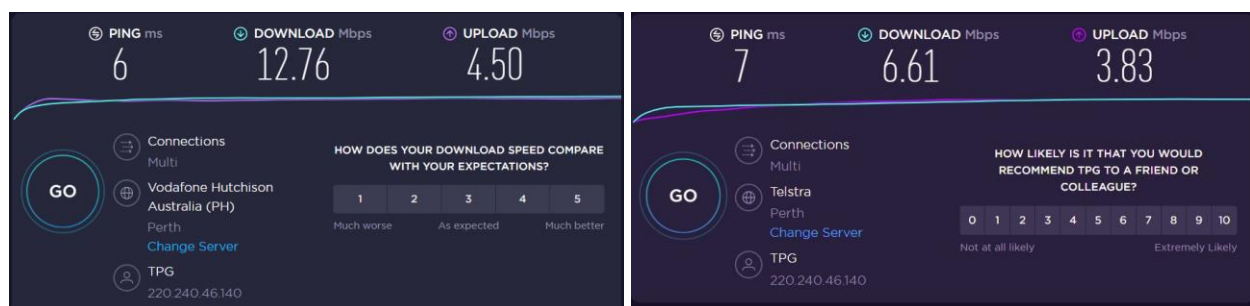 PING ms
DOWNLOAD Mbps
UPLOAD Mbps
6
12.76
4.50
GO
Connections
Multi
Vodafone Hutchison
Australia (PH)
Perth
Change Server
TPG
220.240.46.140
HOW DOES YOUR DOWNLOAD SPEED COMPARE
WITH YOUR EXPECTATIONS?
1 2 3 4 5
Much worse As expected Much better
PING ms
DOWNLOAD Mbps
UPLOAD Mbps
7
6.61
3.83
GO
Connections
Multi
Telstra
Perth
Change Server
TPG
220.240.46.140
HOW LIKELY IS IT THAT YOU WOULD
RECOMMEND TPG TO A FRIEND OR
COLLEAGUE?
0 1 2 3 4 5 6 7 8 9 10
Not at all likely Extremely Likely